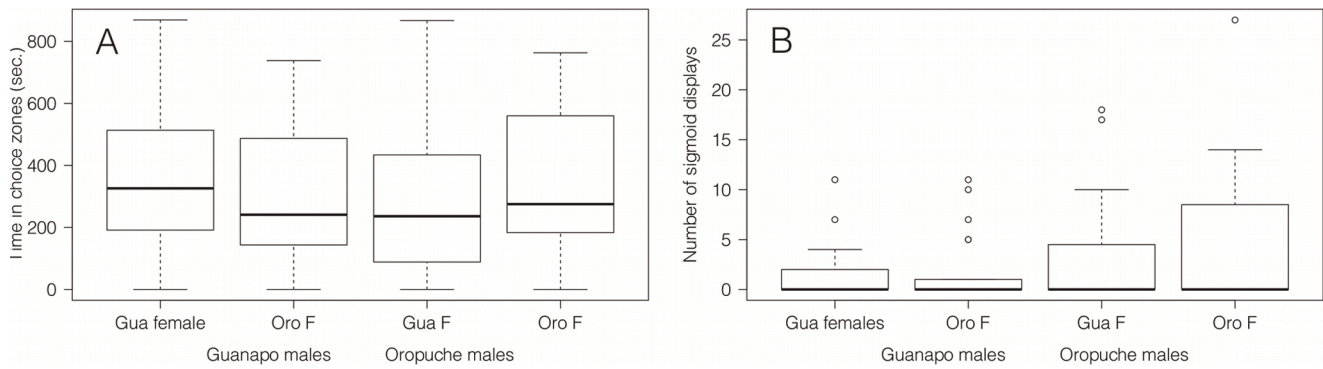 A
Time in choice zones (sec.)
800
600
400
200
0
Gua female Oro F Gua F Oro F
Guanapo males Oropuche males
B
Number of sigmoid displays
25
20
15
10
5
0
Gua females Oro F Gua F Oro F
Guanapo males Oropuche males